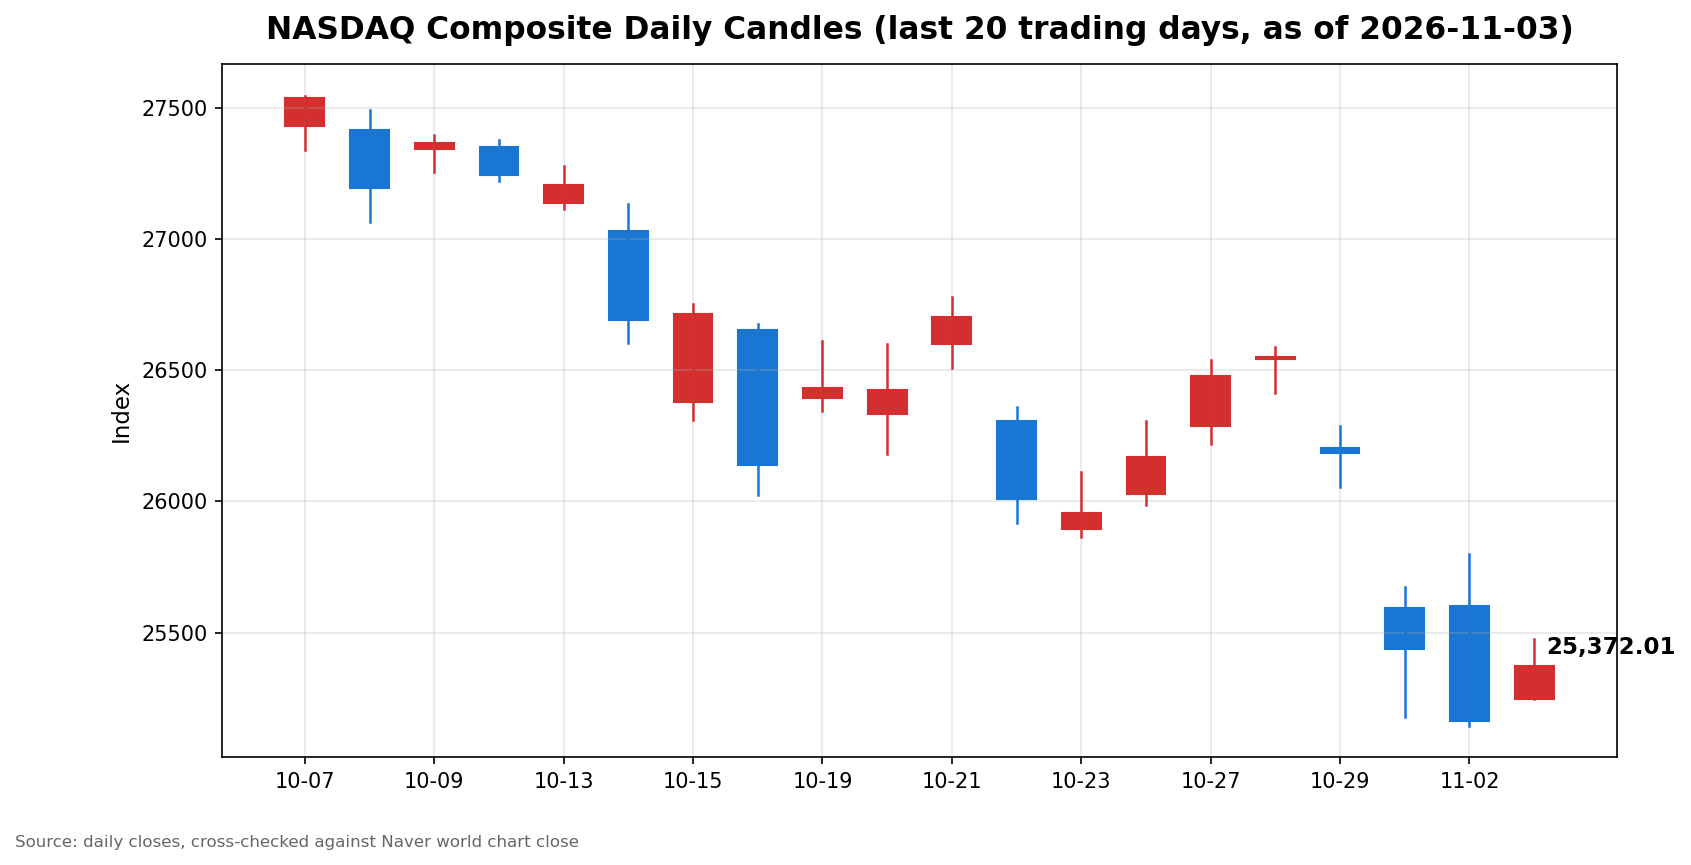 NASDAQ Composite Daily Candles (last 20 trading days, as of 2026-11-03)
27500
27000
26500
26000
25500
Index
25,372.01
10-07 10-09 10-13 10-15 10-19 10-21 10-23 10-27 10-29 11-02
Source: daily closes, cross-checked against Naver world chart close